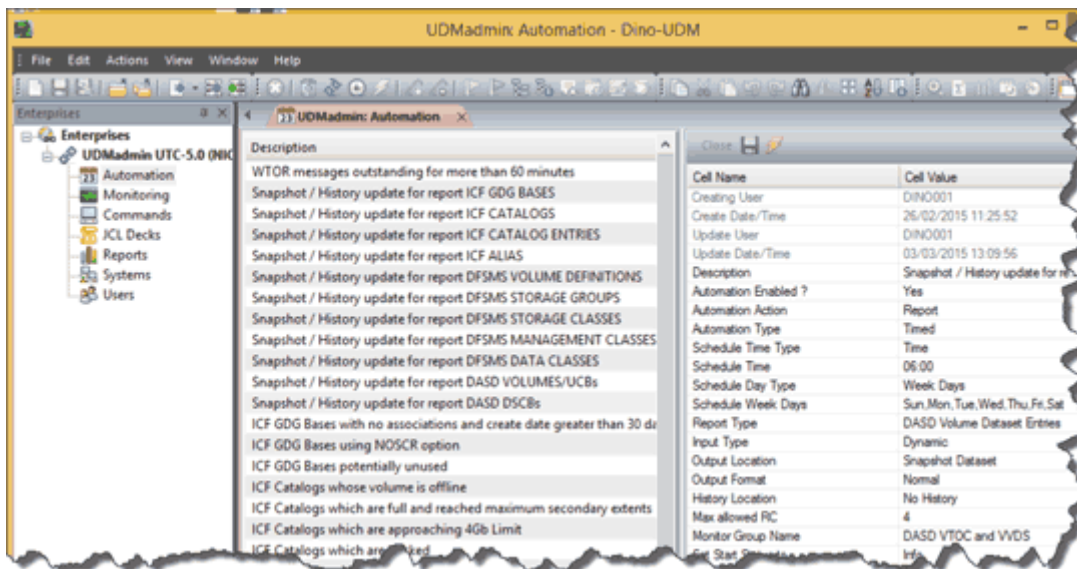 UDMadmin: Automation - Dino-UDM
File Edit Actions View Window Help
Enterprises
Enterprises
UDMadmin UTC-5.0 (NIC
Automation
Monitoring
Commands
JCL Decks
Reports
Systems
Users
UDMadmin: Automation
Description
WTOR messages outstanding for more than 60 minutes
Snapshot / History update for report ICF GDG BASES
Snapshot / History update for report ICF CATALOGS
Snapshot / History update for report ICF CATALOG ENTRIES
Snapshot / History update for report ICF ALIAS
Snapshot / History update for report DFSMS VOLUME DEFINITIONS
Snapshot / History update for report DFSMS STORAGE GROUPS
Snapshot / History update for report DFSMS STORAGE CLASSES
Snapshot / History update for report DFSMS MANAGEMENT CLASSES
Snapshot / History update for report DFSMS DATA CLASSES
Snapshot / History update for report DASD VOLUMES/UCBs
Snapshot / History update for report DASD DSCBs
ICF GDG Bases with no associations and create date greater than 30 da
ICF GDG Bases using NOSCR option
ICF GDG Bases potentially unused
ICF Catalogs whose volume is offline
ICF Catalogs which are full and reached maximum secondary extents
ICF Catalogs which are approaching 4Gb Limit
ICF Catalogs which are
Close
Cell Name Cell Value
Creating User DINO001
Create Date/Time 26/02/2015 11:25:52
Update User DINO001
Update Date/Time 03/03/2015 13:09:56
Description Snapshot / History update for
Automation Enabled ? Yes
Automation Action Report
Automation Type Timed
Schedule Time Type Time
Schedule Time 06:00
Schedule Day Type Week Days
Schedule Week Days Sun,Mon,Tue,Wed,Thu,Fri,Sat
Report Type DASD Volume Dataset Entries
Input Type Dynamic
Output Location Snapshot Dataset
Output Format Normal
History Location No History
Max allowed RC 4
Monitor Group Name DASD VTOC and VVDS
Start Info